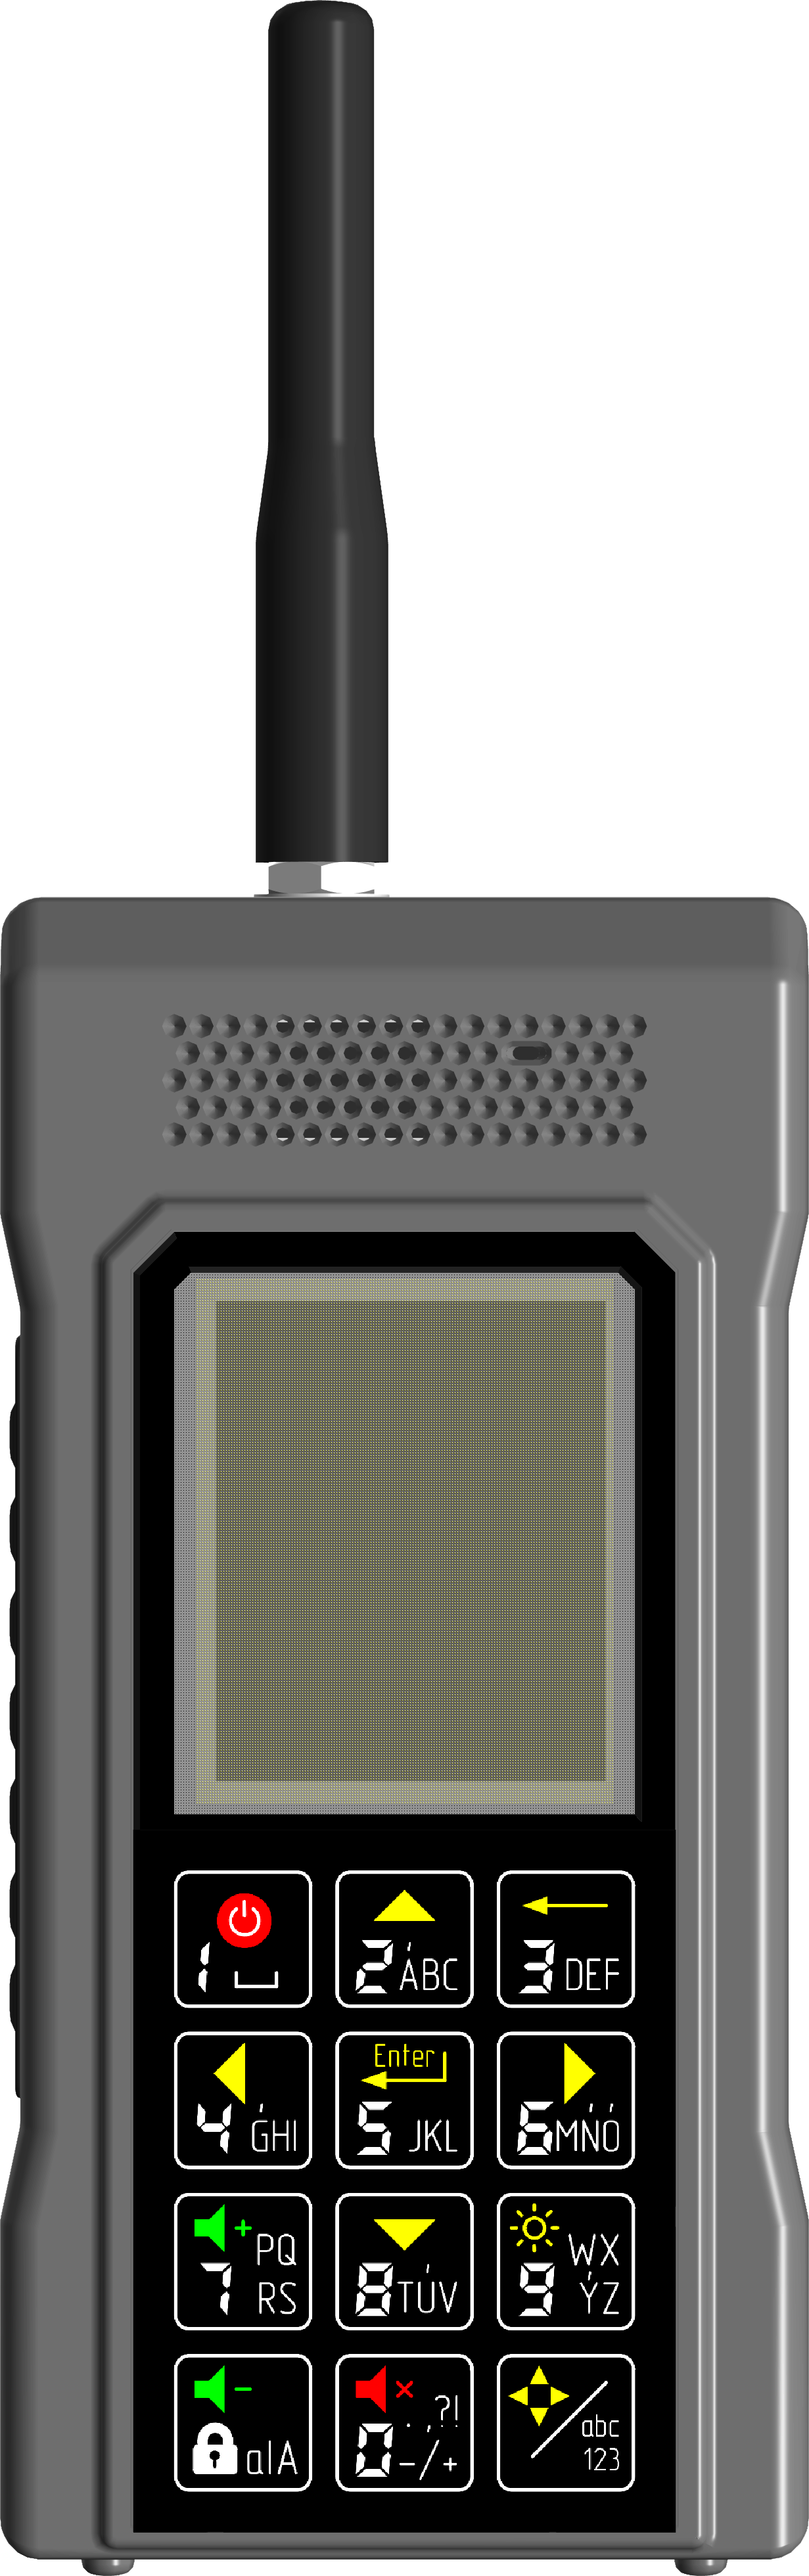 1
2 ÁBC
3 DEF
4 ǴHI
Enter
5 JKL
6 MŃÓ
PQ
7 RS
8 TÚV
WX
9 ÝZ
a|A
.,?!
0 -/+
abc
123